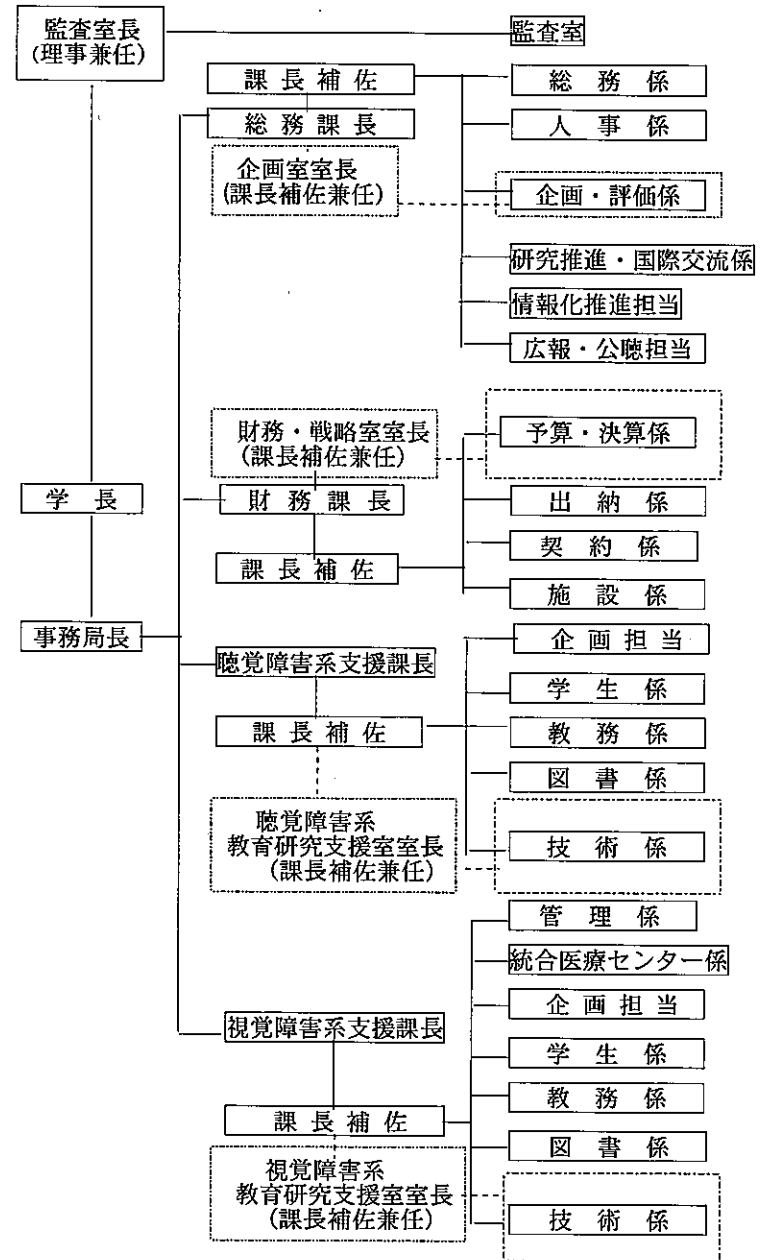 監査室長
(理事兼任)
監査室
課長補佐
総務係
総務課長
人事係
企画室室長
(課長補佐兼任)
企画・評価係
研究推進・国際交流係
情報化推進担当
広報・公聴担当
財務・戦略室室長
(課長補佐兼任)
予算・決算係
学長
財務課長
出納係
契約係
課長補佐
施設係
事務局長
企画担当
聴覚障害系支援課長
学生係
課長補佐
教務係
図書係
聴覚障害系
教育研究支援室室長
(課長補佐兼任)
技術係
管理係
統合医療センター係
企画担当
視覚障害系支援課長
学生係
教務係
課長補佐
図書係
視覚障害系
教育研究支援室室長
(課長補佐兼任)
技術係